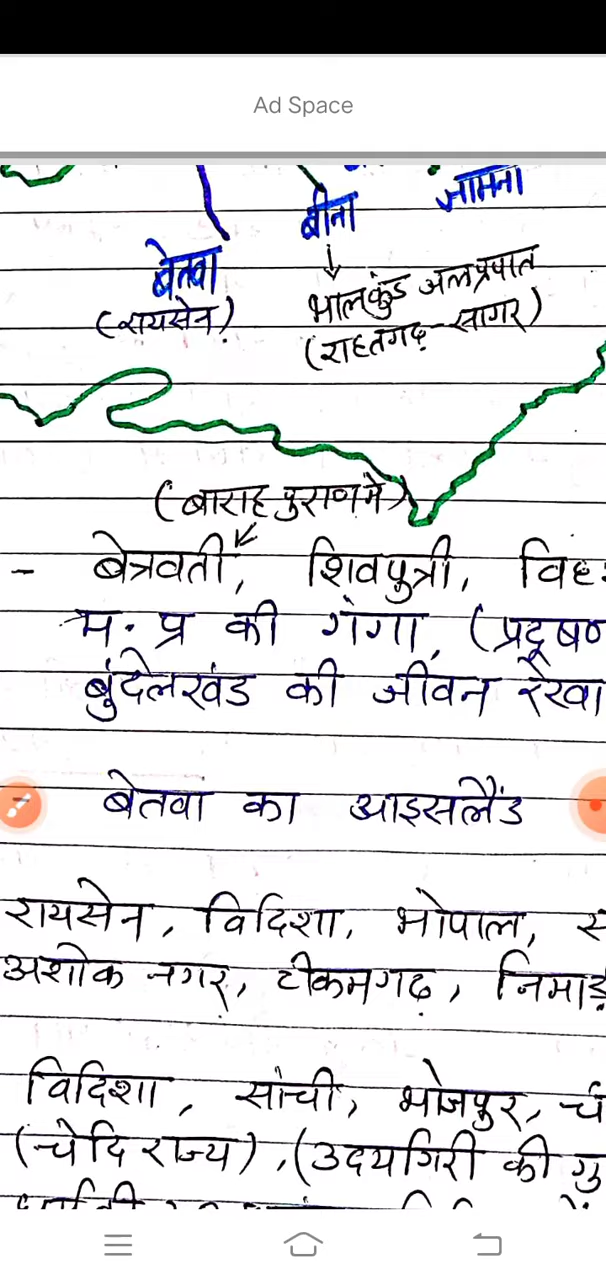 Ad Space
बीना
जामना
बेतवा
(रायसेन)
भालकुंड जलप्रपात
(राहतगढ़-सागर)
(बाराह पुराण मे)
- बेत्रवती, शिवपुत्री,
म. प्र की गंगा, (प्रदूषण
बुंदेलखंड की जीवन रेखा
बेतवा का आइसलैंड
रायसेन, विदिशा, भोपाल,
अशोक नगर, टीकमगढ़, निमाड़
विदिशा, सांची, भोजपुर,
(चेदि राज्य), (उदयगिरी की गु